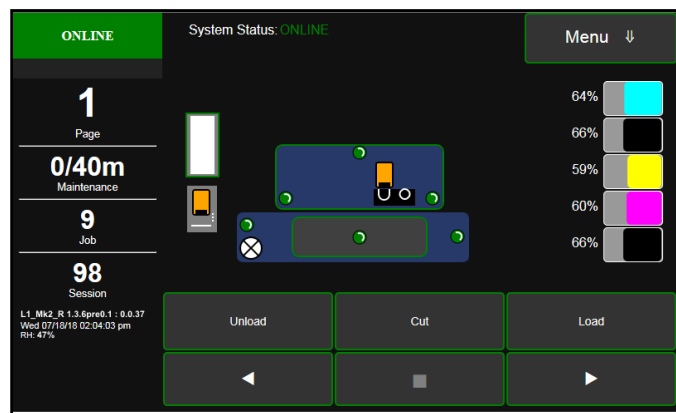 ONLINE
System Status: ONLINE
Menu ⇓
1
Page
0/40m
Maintenance
9
Job
98
Session
L1_Mk2_R 1.3.6pre0.1 : 0.0.37
Wed 07/18/18 02:04:03 pm
RH: 47%
64%
66%
59%
60%
66%
Unload
Cut
Load